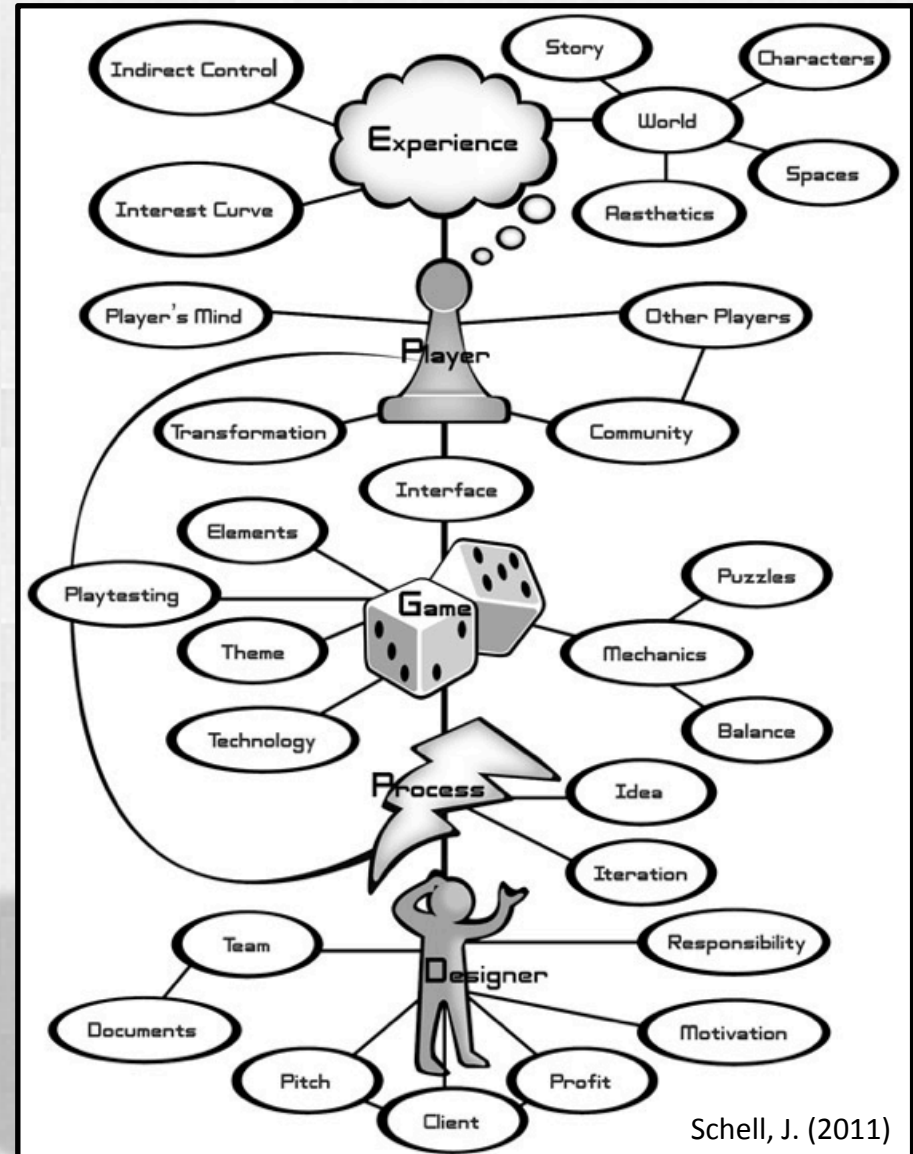 Story
Indirect Control
Characters
Experience
World
Spaces
Interest Curve
Aesthetics
Player's Mind
Other Players
Player
Transformation
Community
Interface
Elements
Puzzles
Playtesting
Game
Theme
Mechanics
Technology
Balance
Process
Idea
Iteration
Team
Responsibility
Designer
Documents
Motivation
Pitch
Profit
Client
Schell, J. (2011)